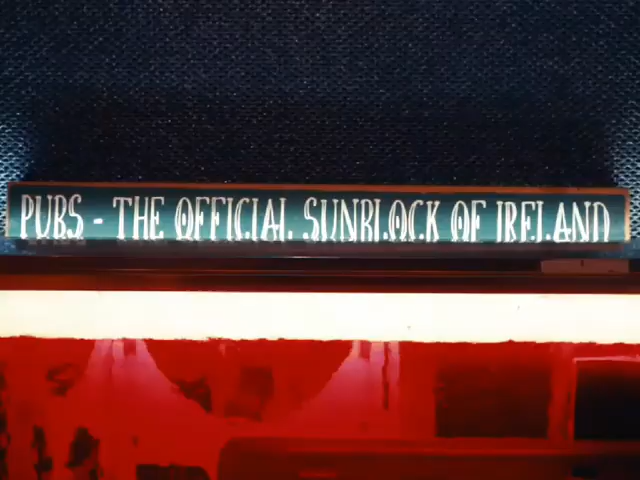 PUBS - THE OFFICIAL SUNBLOCK OF IRELAND